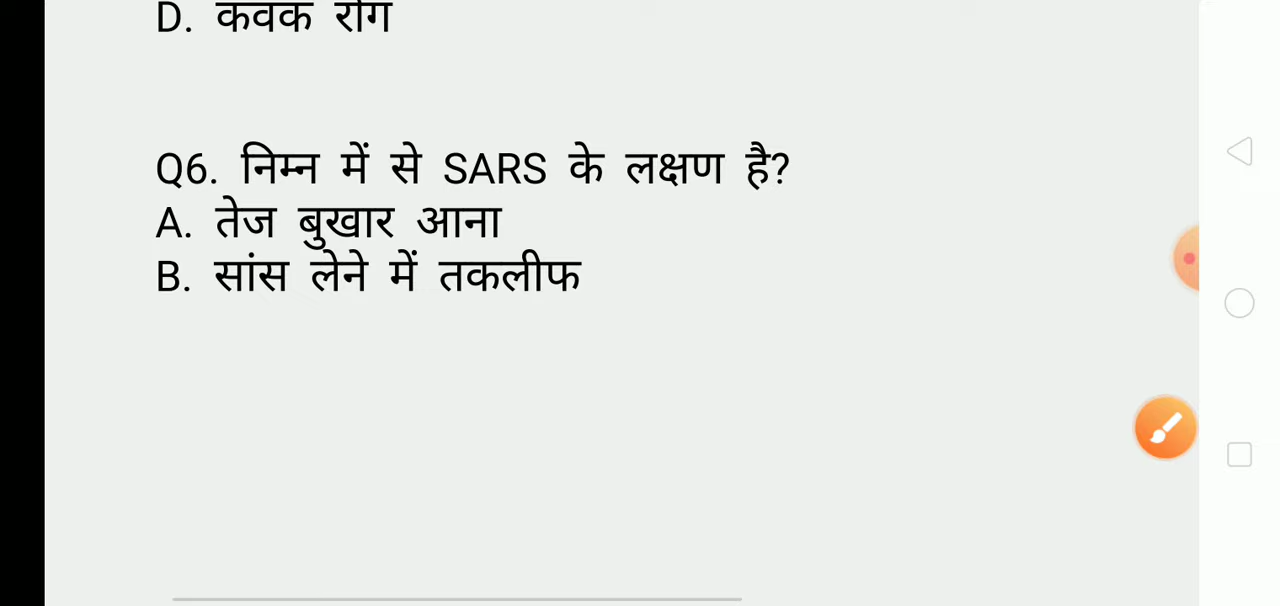 D. कवक रोग
Q6. निम्न में से SARS के लक्षण है?
A. तेज बुखार आना
B. सांस लेने में तकलीफ